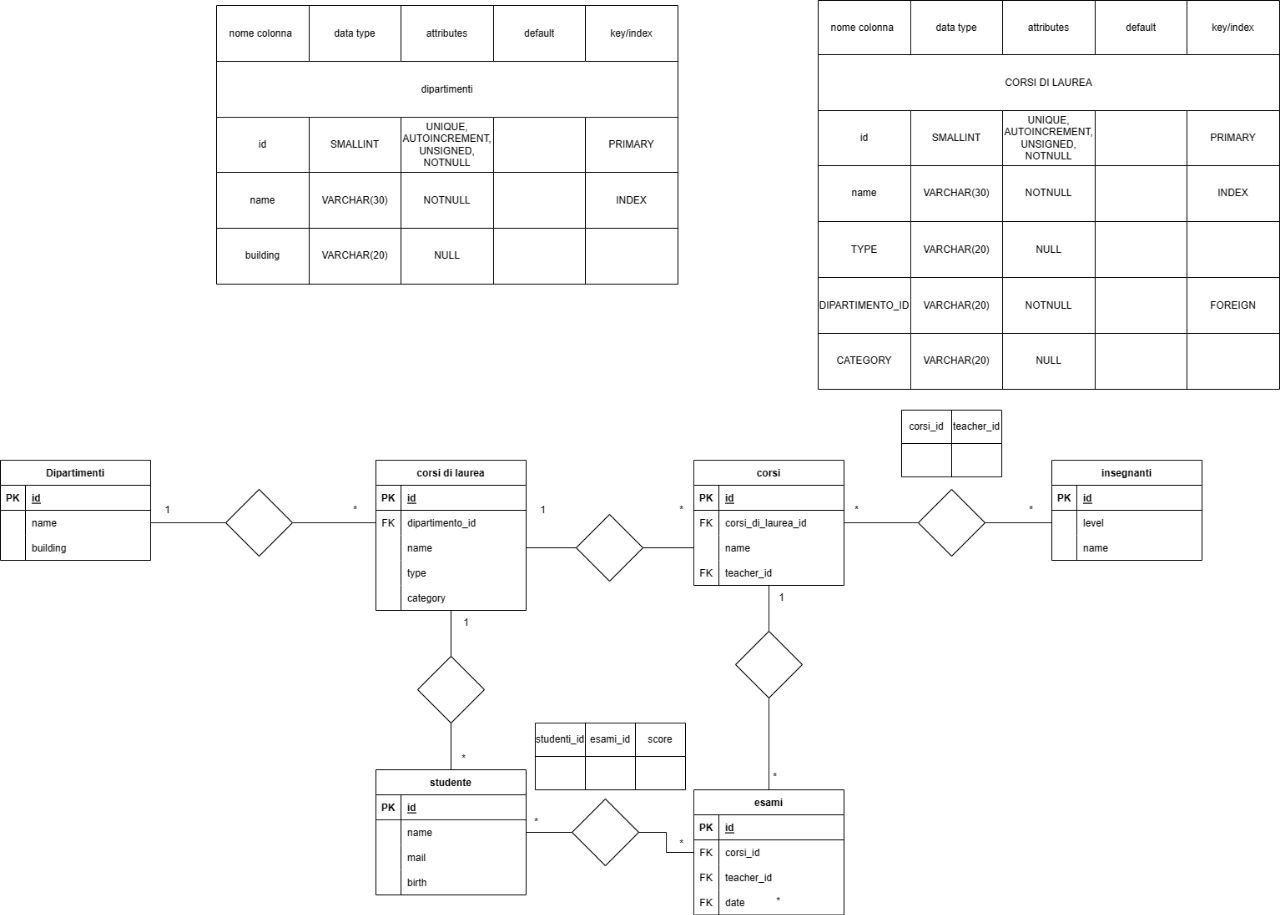 nome colonna data type attributes default key/index
dipartimenti
id SMALLINT UNIQUE, AUTOINCREMENT, UNSIGNED, NOTNULL PRIMARY
name VARCHAR(30) NOTNULL INDEX
building VARCHAR(20) NULL
nome colonna data type attributes default key/index
CORSI DI LAUREA
id SMALLINT UNIQUE, AUTOINCREMENT, UNSIGNED, NOTNULL PRIMARY
name VARCHAR(30) NOTNULL INDEX
TYPE VARCHAR(20) NULL
DIPARTIMENTO_ID VARCHAR(20) NOTNULL FOREIGN
CATEGORY VARCHAR(20) NULL
corsi_id teacher_id
Dipartimenti
PK id
name
building
1 *
corsi di laurea
PK id
FK dipartimento_id
name
type
category
1 *
corsi
PK id
FK corsi_di_laurea_id
name
FK teacher_id
* *
insegnanti
PK id
level
name
1
*
1
*
studenti_id esami_id score
studente
PK id
name
mail
birth
* *
esami
PK id
FK corsi_id
FK teacher_id
FK date *